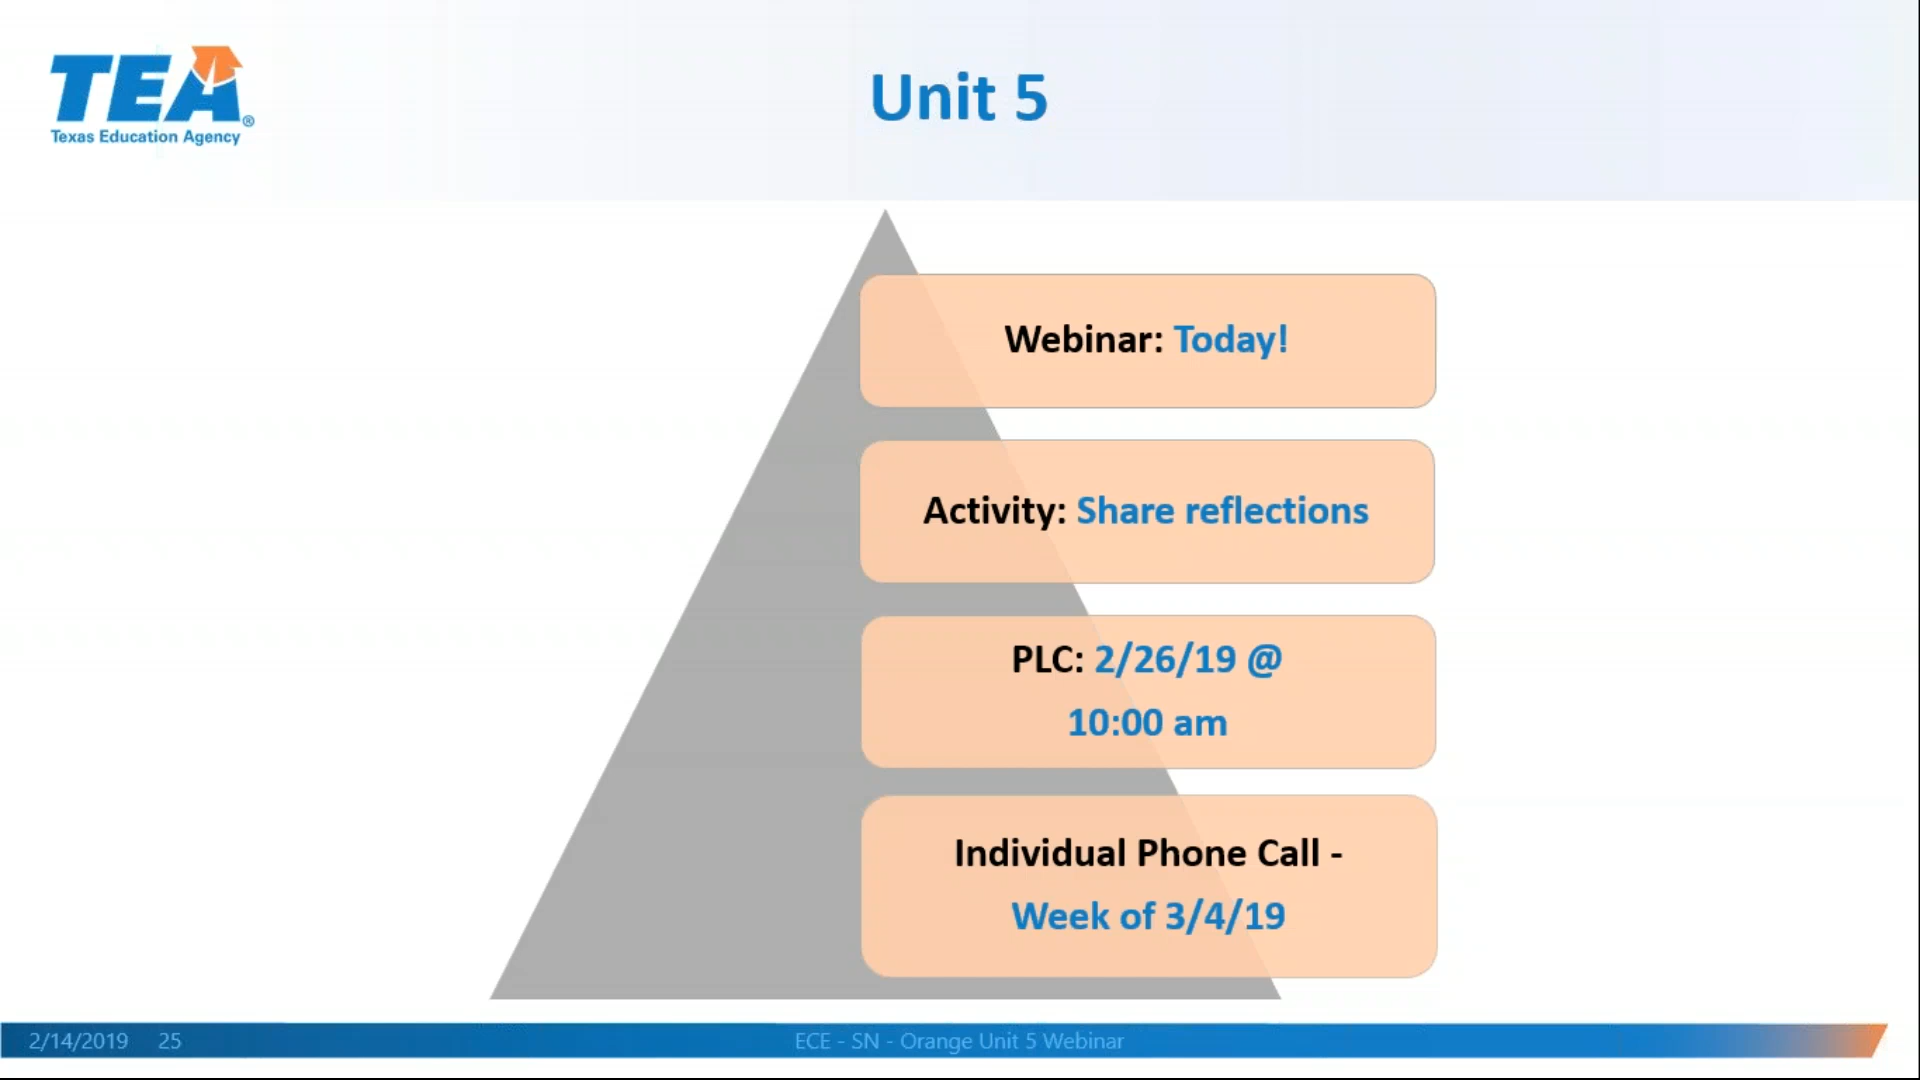 TEA®
Texas Education Agency
Unit 5
Webinar: Today!
Activity: Share reflections
PLC: 2/26/19 @
10:00 am
Individual Phone Call -
Week of 3/4/19
2/14/2019 25 ECE - SN - Orange Unit 5 Webinar